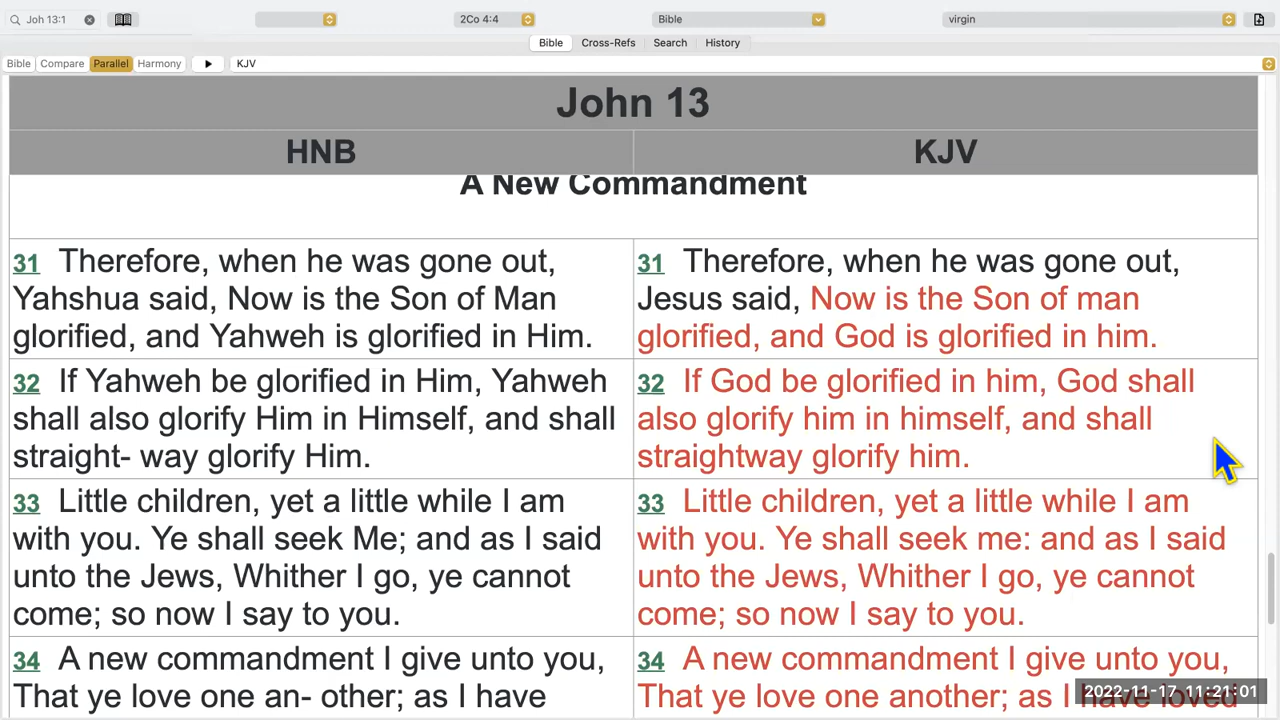 Joh 13:1
2Co 4:4
Bible
virgin
Bible Cross-Refs Search History
Bible Compare Parallel Harmony KJV
John 13
HNB
KJV
A New Commandment
31 Therefore, when he was gone out,
Yahshua said, Now is the Son of Man
glorified, and Yahweh is glorified in Him.
31 Therefore, when he was gone out,
Jesus said, Now is the Son of man
glorified, and God is glorified in him.
32 If Yahweh be glorified in Him, Yahweh
shall also glorify Him in Himself, and shall
straight- way glorify Him.
32 If God be glorified in him, God shall
also glorify him in himself, and shall
straightway glorify him.
33 Little children, yet a little while I am
with you. Ye shall seek Me; and as I said
unto the Jews, Whither I go, ye cannot
come; so now I say to you.
33 Little children, yet a little while I am
with you. Ye shall seek me: and as I said
unto the Jews, Whither I go, ye cannot
come; so now I say to you.
34 A new commandment I give unto you,
That ye love one an- other; as I have
34 A new commandment I give unto you,
That ye love one another; as I have loved
2022-11-17 11:21:01